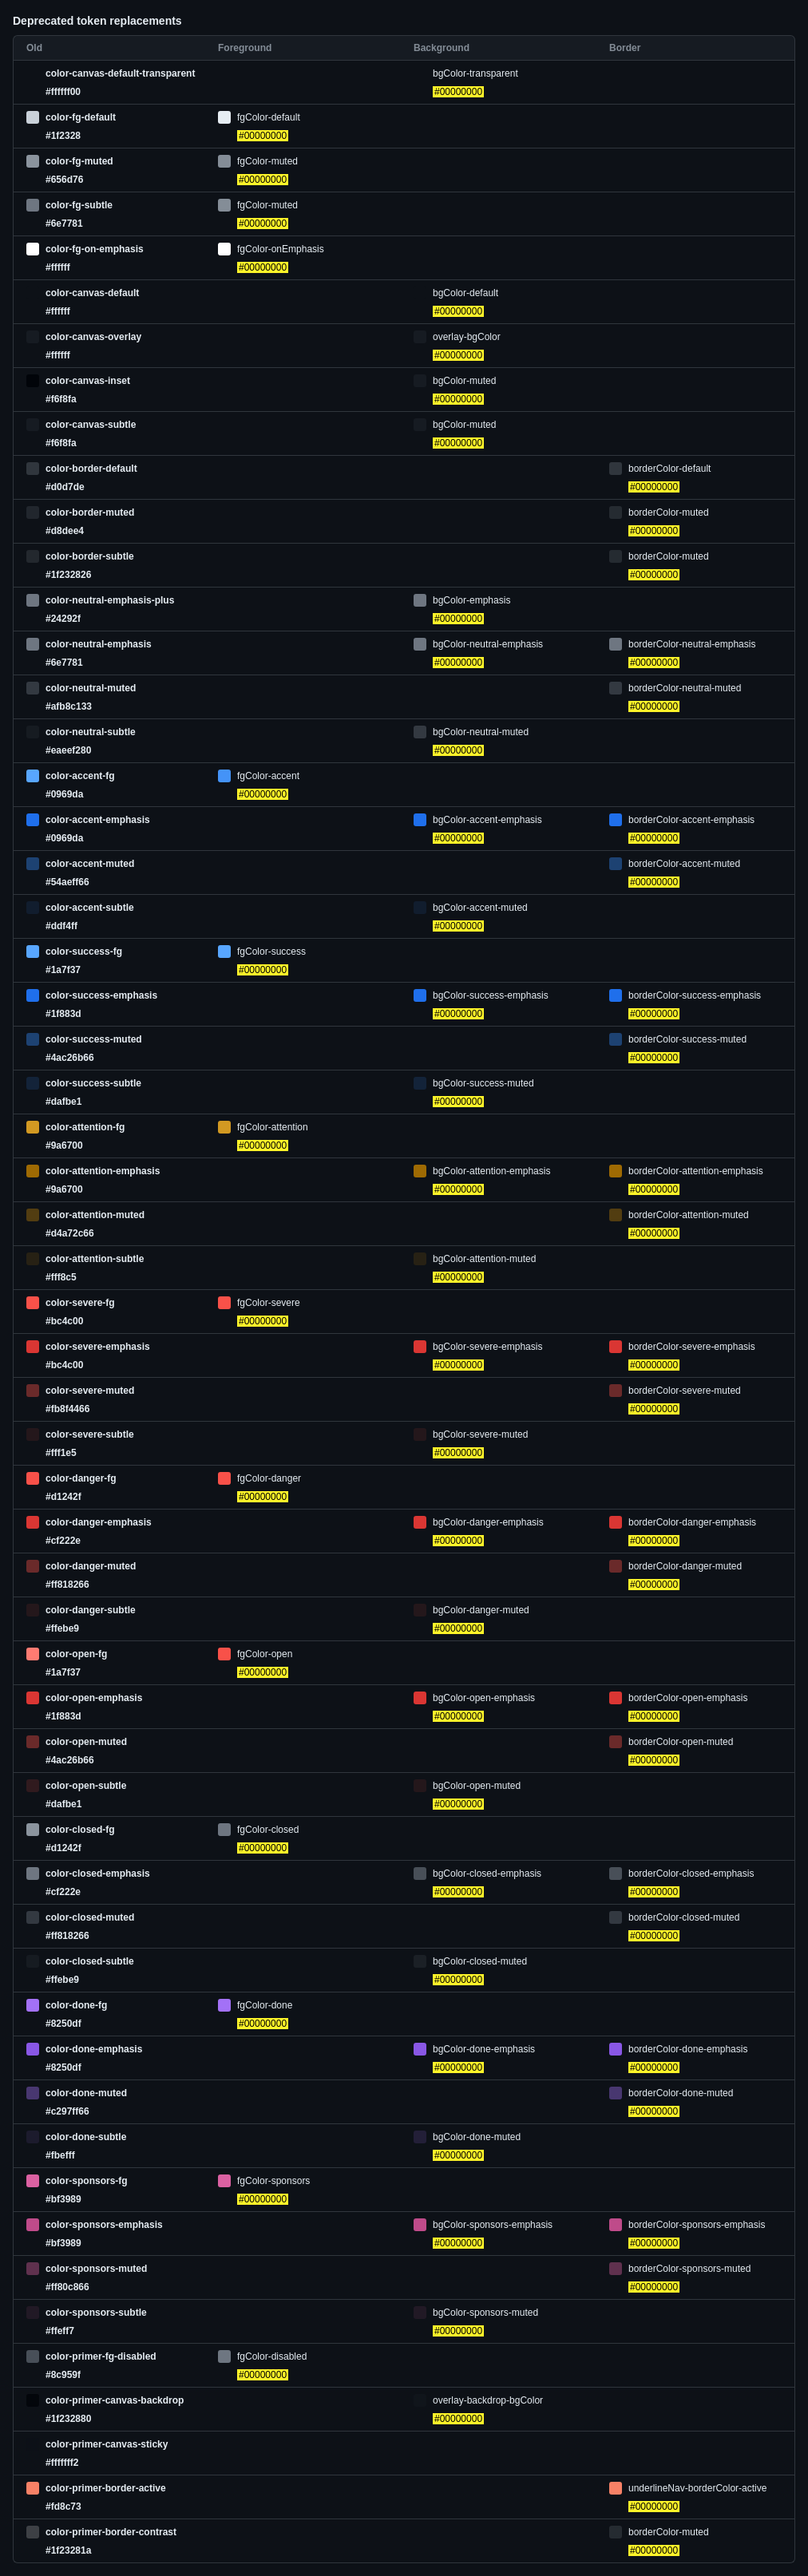 Deprecated token replacements
Old Foreground Background Border
color-canvas-default-transparent bgColor-transparent
#ffffff00 #00000000
color-fg-default fgColor-default
#1f2328 #00000000
color-fg-muted fgColor-muted
#656d76 #00000000
color-fg-subtle fgColor-muted
#6e7781 #00000000
color-fg-on-emphasis fgColor-onEmphasis
#ffffff #00000000
color-canvas-default bgColor-default
#ffffff #00000000
color-canvas-overlay overlay-bgColor
#ffffff #00000000
color-canvas-inset bgColor-muted
#f6f8fa #00000000
color-canvas-subtle bgColor-muted
#f6f8fa #00000000
color-border-default borderColor-default
#d0d7de #00000000
color-border-muted borderColor-muted
#d8dee4 #00000000
color-border-subtle borderColor-muted
#1f232826 #00000000
color-neutral-emphasis-plus bgColor-emphasis
#24292f #00000000
color-neutral-emphasis bgColor-neutral-emphasis borderColor-neutral-emphasis
#6e7781 #00000000 #00000000
color-neutral-muted borderColor-neutral-muted
#afb8c133 #00000000
color-neutral-subtle bgColor-neutral-muted
#eaeef280 #00000000
color-accent-fg fgColor-accent
#0969da #00000000
color-accent-emphasis bgColor-accent-emphasis borderColor-accent-emphasis
#0969da #00000000 #00000000
color-accent-muted borderColor-accent-muted
#54aeff66 #00000000
color-accent-subtle bgColor-accent-muted
#ddf4ff #00000000
color-success-fg fgColor-success
#1a7f37 #00000000
color-success-emphasis bgColor-success-emphasis borderColor-success-emphasis
#1f883d #00000000 #00000000
color-success-muted borderColor-success-muted
#4ac26b66 #00000000
color-success-subtle bgColor-success-muted
#dafbe1 #00000000
color-attention-fg fgColor-attention
#9a6700 #00000000
color-attention-emphasis bgColor-attention-emphasis borderColor-attention-emphasis
#9a6700 #00000000 #00000000
color-attention-muted borderColor-attention-muted
#d4a72c66 #00000000
color-attention-subtle bgColor-attention-muted
#fff8c5 #00000000
color-severe-fg fgColor-severe
#bc4c00 #00000000
color-severe-emphasis bgColor-severe-emphasis borderColor-severe-emphasis
#bc4c00 #00000000 #00000000
color-severe-muted borderColor-severe-muted
#fb8f4466 #00000000
color-severe-subtle bgColor-severe-muted
#fff1e5 #00000000
color-danger-fg fgColor-danger
#d1242f #00000000
color-danger-emphasis bgColor-danger-emphasis borderColor-danger-emphasis
#cf222e #00000000 #00000000
color-danger-muted borderColor-danger-muted
#ff818266 #00000000
color-danger-subtle bgColor-danger-muted
#ffebe9 #00000000
color-open-fg fgColor-open
#1a7f37 #00000000
color-open-emphasis bgColor-open-emphasis borderColor-open-emphasis
#1f883d #00000000 #00000000
color-open-muted borderColor-open-muted
#4ac26b66 #00000000
color-open-subtle bgColor-open-muted
#dafbe1 #00000000
color-closed-fg fgColor-closed
#d1242f #00000000
color-closed-emphasis bgColor-closed-emphasis borderColor-closed-emphasis
#cf222e #00000000 #00000000
color-closed-muted borderColor-closed-muted
#ff818266 #00000000
color-closed-subtle bgColor-closed-muted
#ffebe9 #00000000
color-done-fg fgColor-done
#8250df #00000000
color-done-emphasis bgColor-done-emphasis borderColor-done-emphasis
#8250df #00000000 #00000000
color-done-muted borderColor-done-muted
#c297ff66 #00000000
color-done-subtle bgColor-done-muted
#fbefff #00000000
color-sponsors-fg fgColor-sponsors
#bf3989 #00000000
color-sponsors-emphasis bgColor-sponsors-emphasis borderColor-sponsors-emphasis
#bf3989 #00000000 #00000000
color-sponsors-muted borderColor-sponsors-muted
#ff80c866 #00000000
color-sponsors-subtle bgColor-sponsors-muted
#ffeff7 #00000000
color-primer-fg-disabled fgColor-disabled
#8c959f #00000000
color-primer-canvas-backdrop overlay-backdrop-bgColor
#1f232880 #00000000
color-primer-canvas-sticky
#fffffff2
color-primer-border-active underlineNav-borderColor-active
#fd8c73 #00000000
color-primer-border-contrast borderColor-muted
#1f23281a #00000000